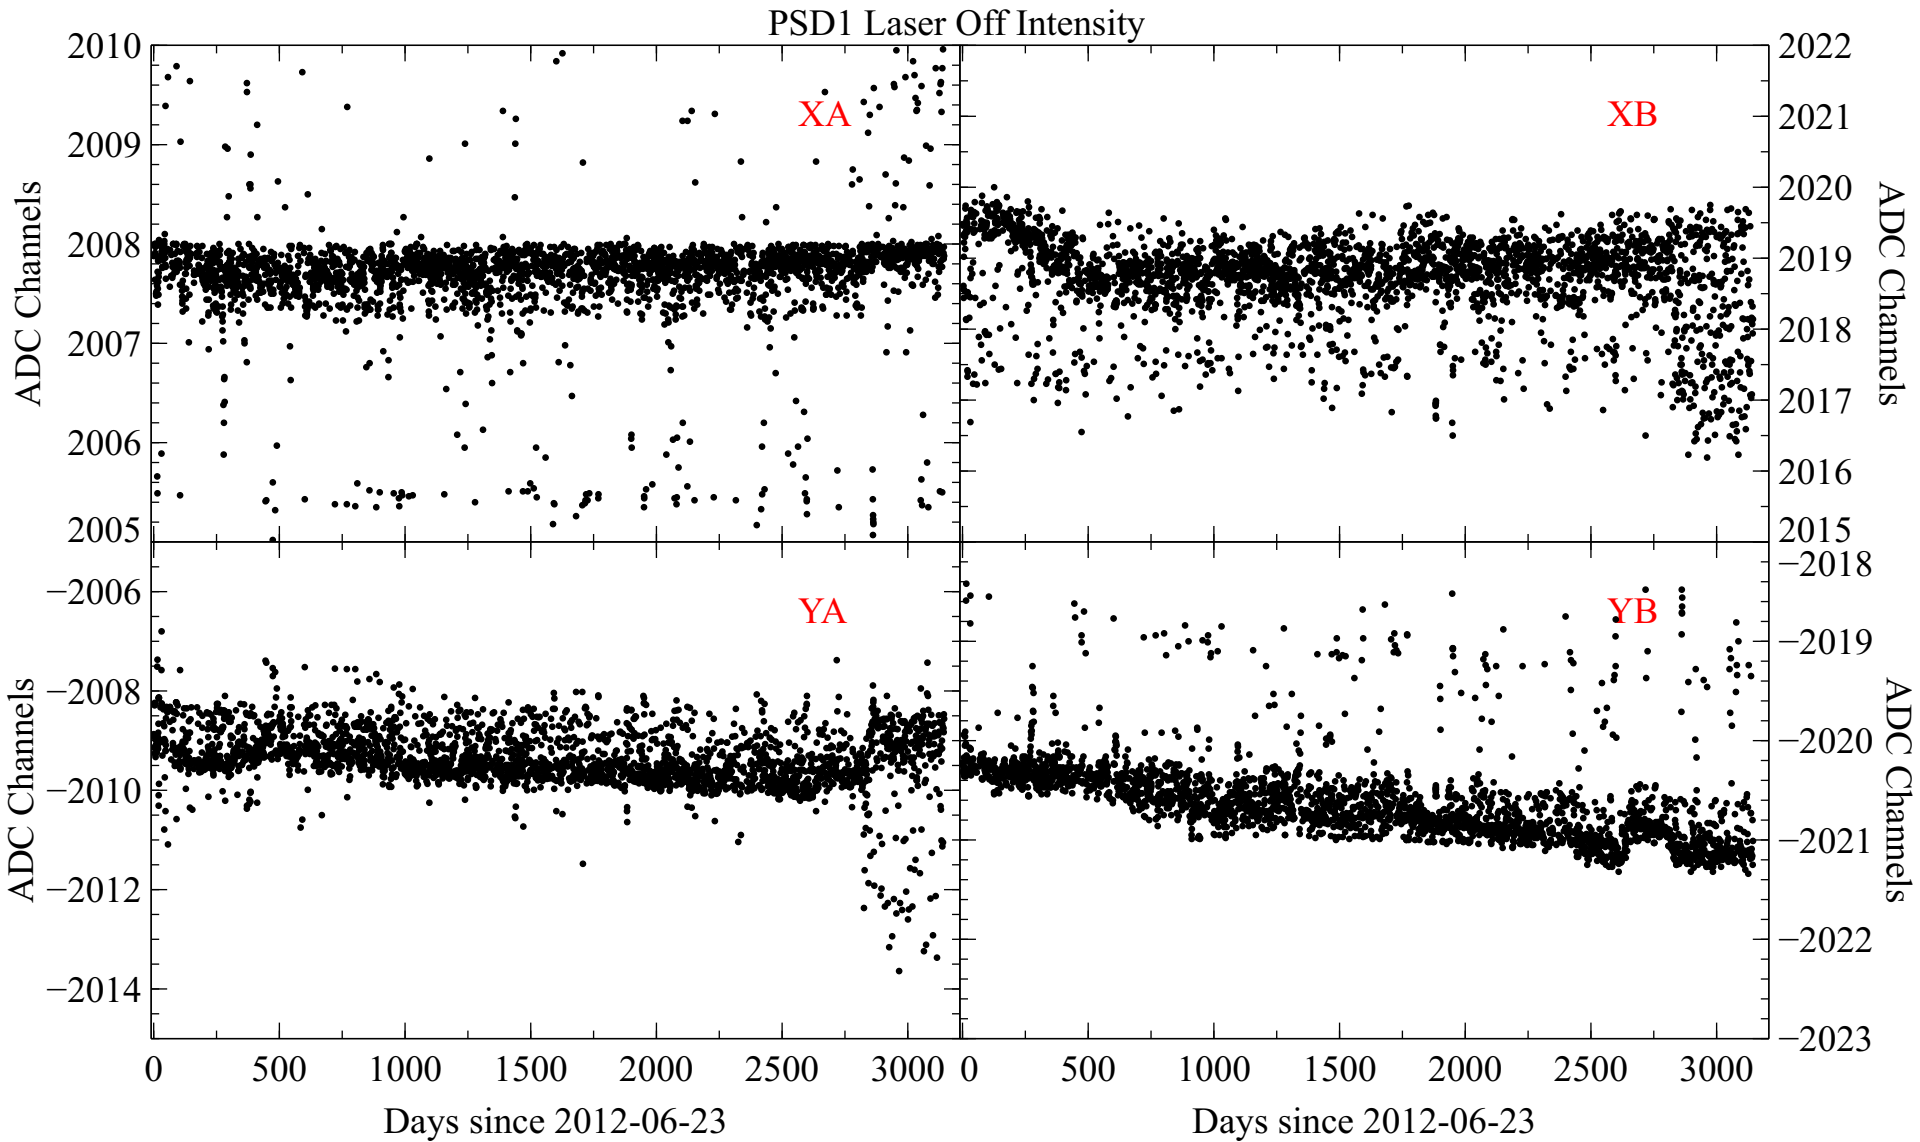 PSD1 Laser Off Intensity
2010
2009
2008
2007
2006
2005
ADC Channels
XA
XB
2022
2021
2020
2019
2018
2017
2016
2015
ADC Channels
−2006
−2008
−2010
−2012
−2014
ADC Channels
YA
YB
−2018
−2019
−2020
−2021
−2022
−2023
ADC Channels
0 500 1000 1500 2000 2500 3000
0 500 1000 1500 2000 2500 3000
Days since 2012-06-23
Days since 2012-06-23